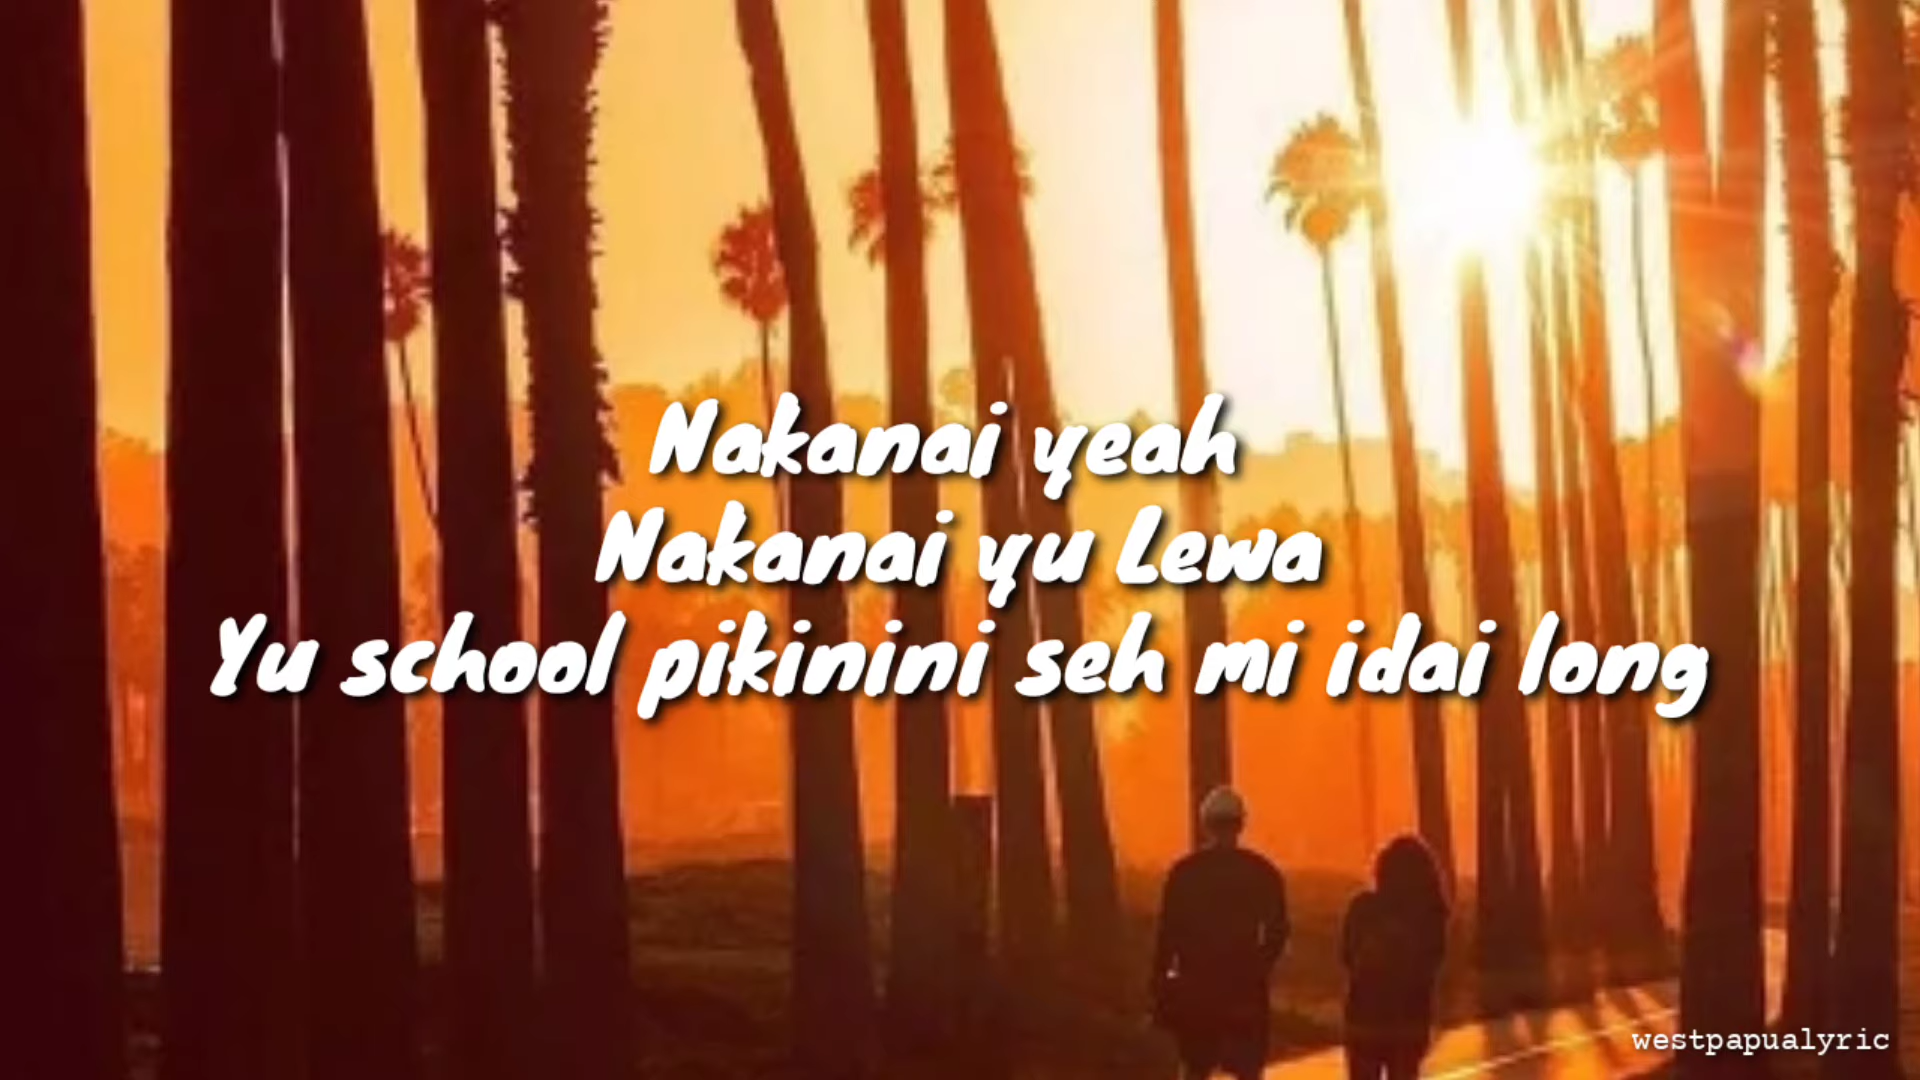 Nakanai yeah
Nakanai yu Lewa
Yu school pikinini seh mi idai long
westpapualyric